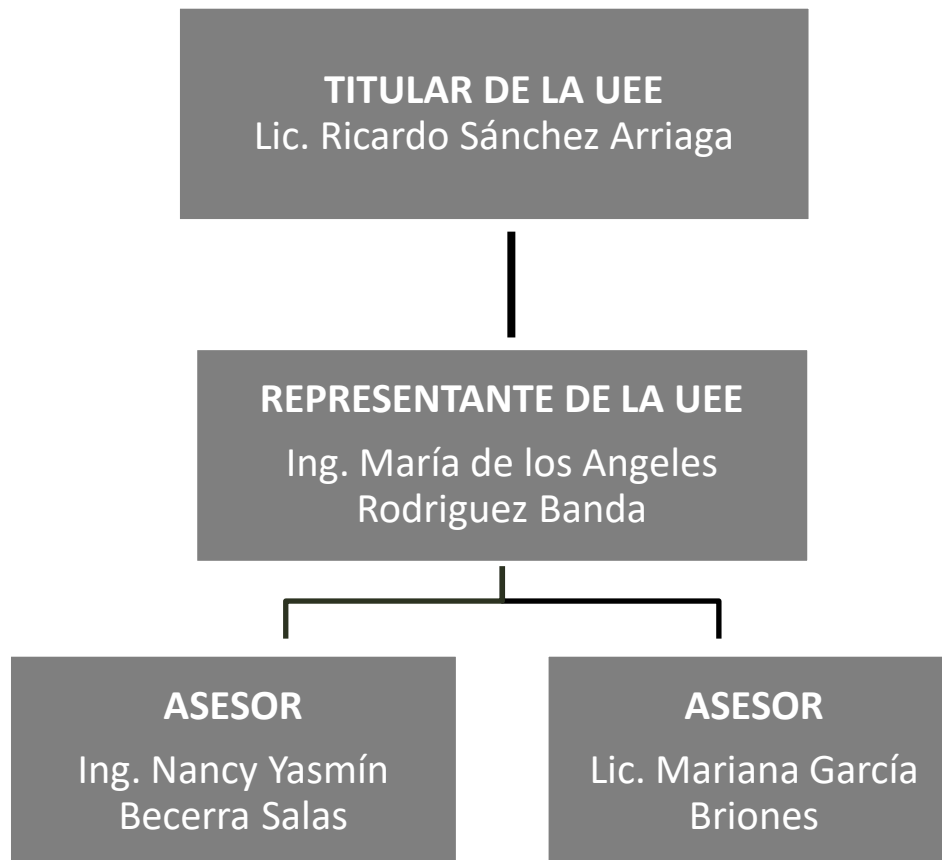 TITULAR DE LA UEE
Lic. Ricardo Sánchez Arriaga
REPRESENTANTE DE LA UEE
Ing. María de los Angeles
Rodriguez Banda
ASESOR
Ing. Nancy Yasmín
Becerra Salas
ASESOR
Lic. Mariana García
Briones